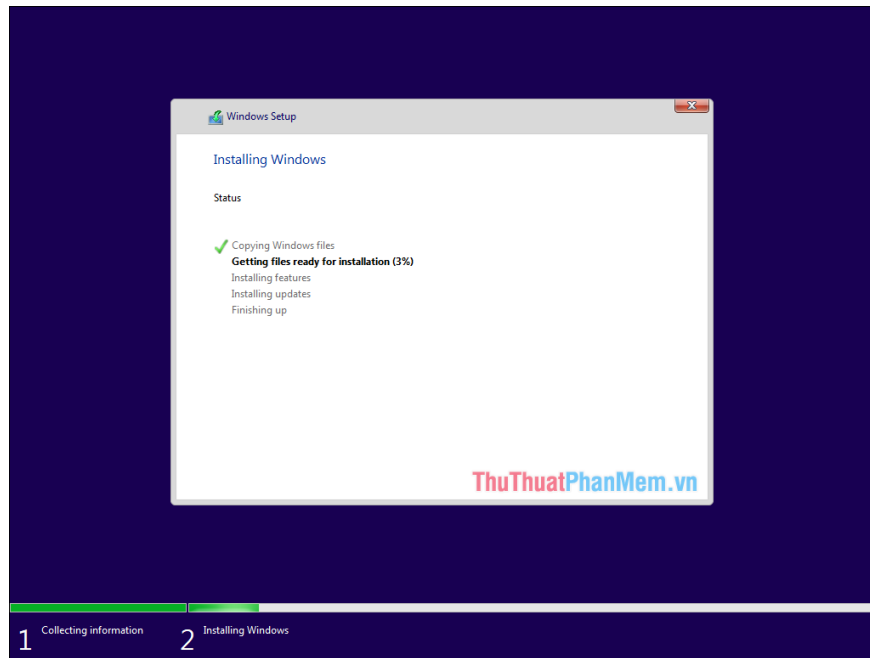 Windows Setup
Installing Windows
Status
Copying Windows files
Getting files ready for installation (3%)
Installing features
Installing updates
Finishing up
ThuThuatPhanMem.vn
1 Collecting information 2 Installing Windows